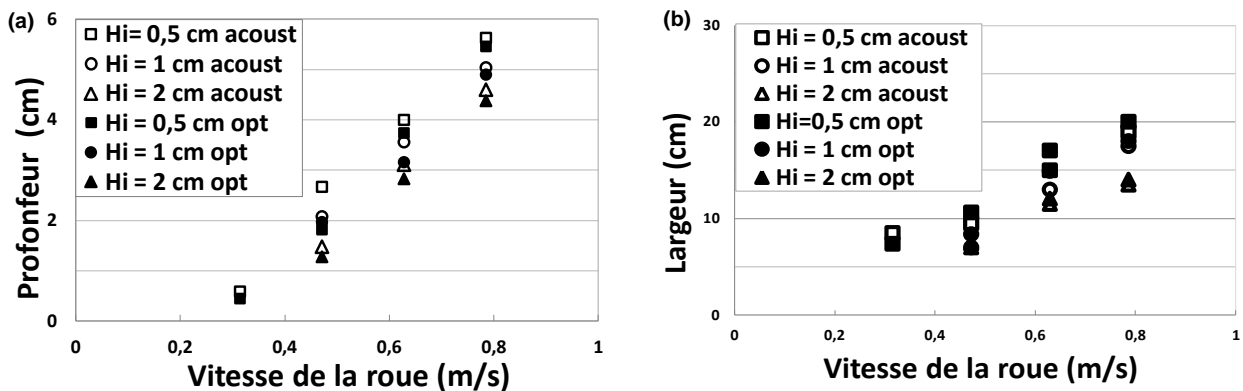 (a)
Hi= 0,5 cm acoust
Hi = 1 cm acoust
Hi = 2 cm acoust
Hi = 0,5 cm opt
Hi = 1 cm opt
Hi = 2 cm opt
Profonfeur (cm)
6
4
2
0
0 0,2 0,4 0,6 0,8 1
Vitesse de la roue (m/s)
(b)
Hi = 0,5 cm acoust
Hi = 1 cm acoust
Hi = 2 cm acoust
Hi=0,5 cm opt
Hi = 1 cm opt
Hi = 2 cm opt
Largeur (cm)
30
20
10
0
0 0,2 0,4 0,6 0,8 1
Vitesse de la roue (m/s)